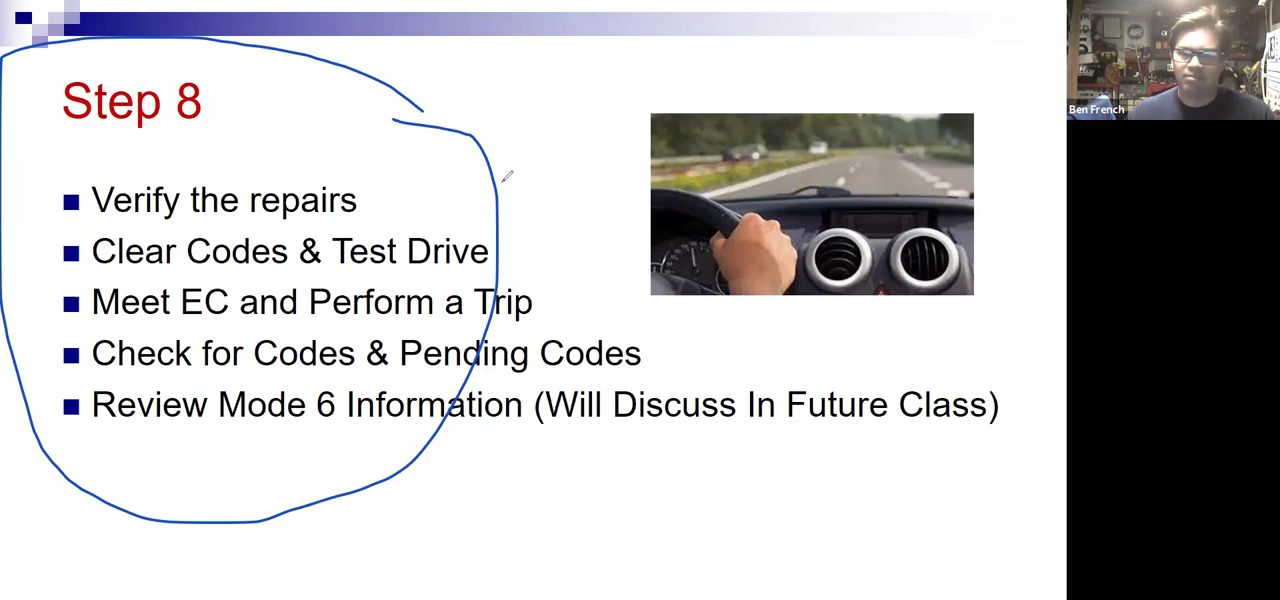 Step 8
Verify the repairs
Clear Codes & Test Drive
Meet EC and Perform a Trip
Check for Codes & Pending Codes
Review Mode 6 Information (Will Discuss In Future Class)
Ben French